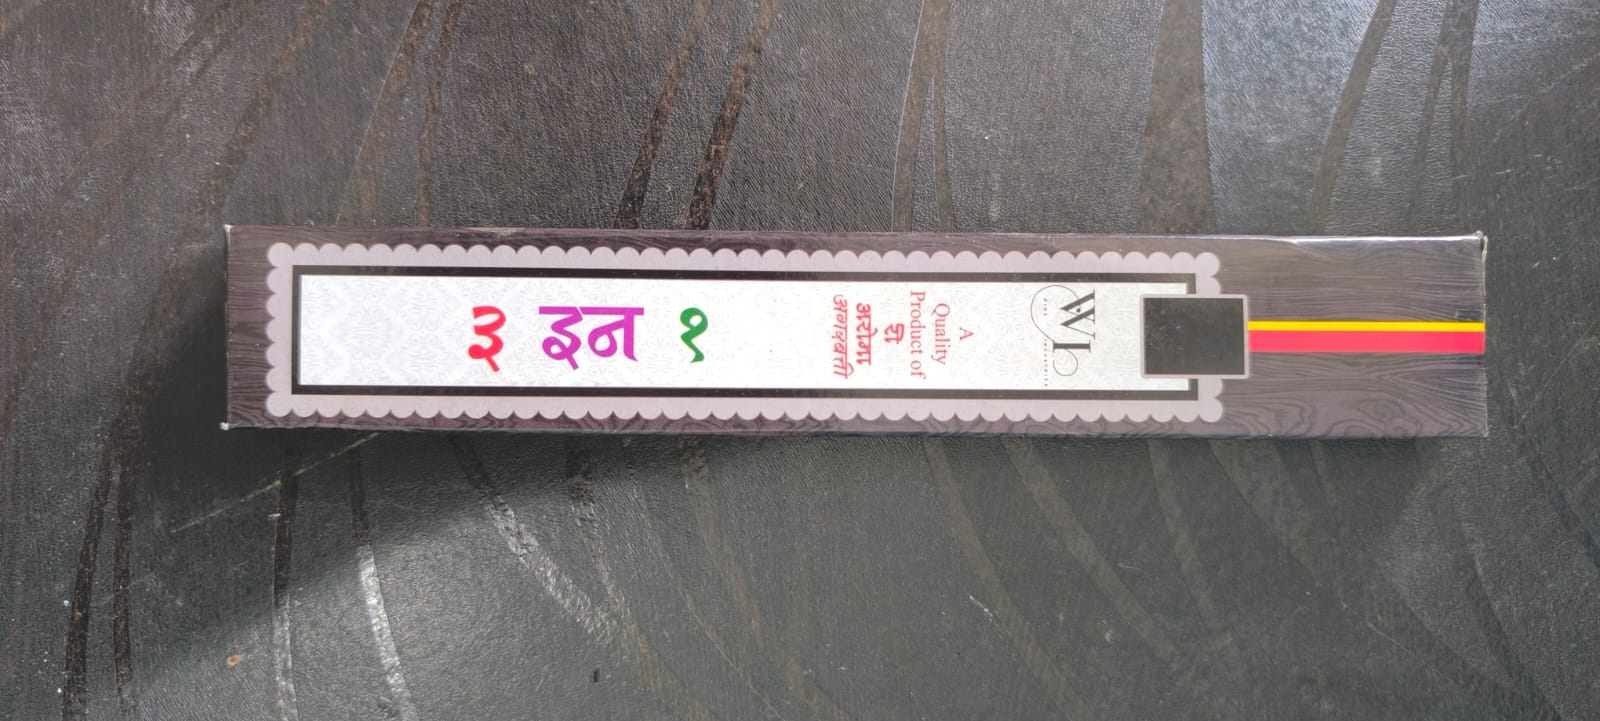 A
Quality
Product of
अरोमा
अगरबत्ती
३ इन १